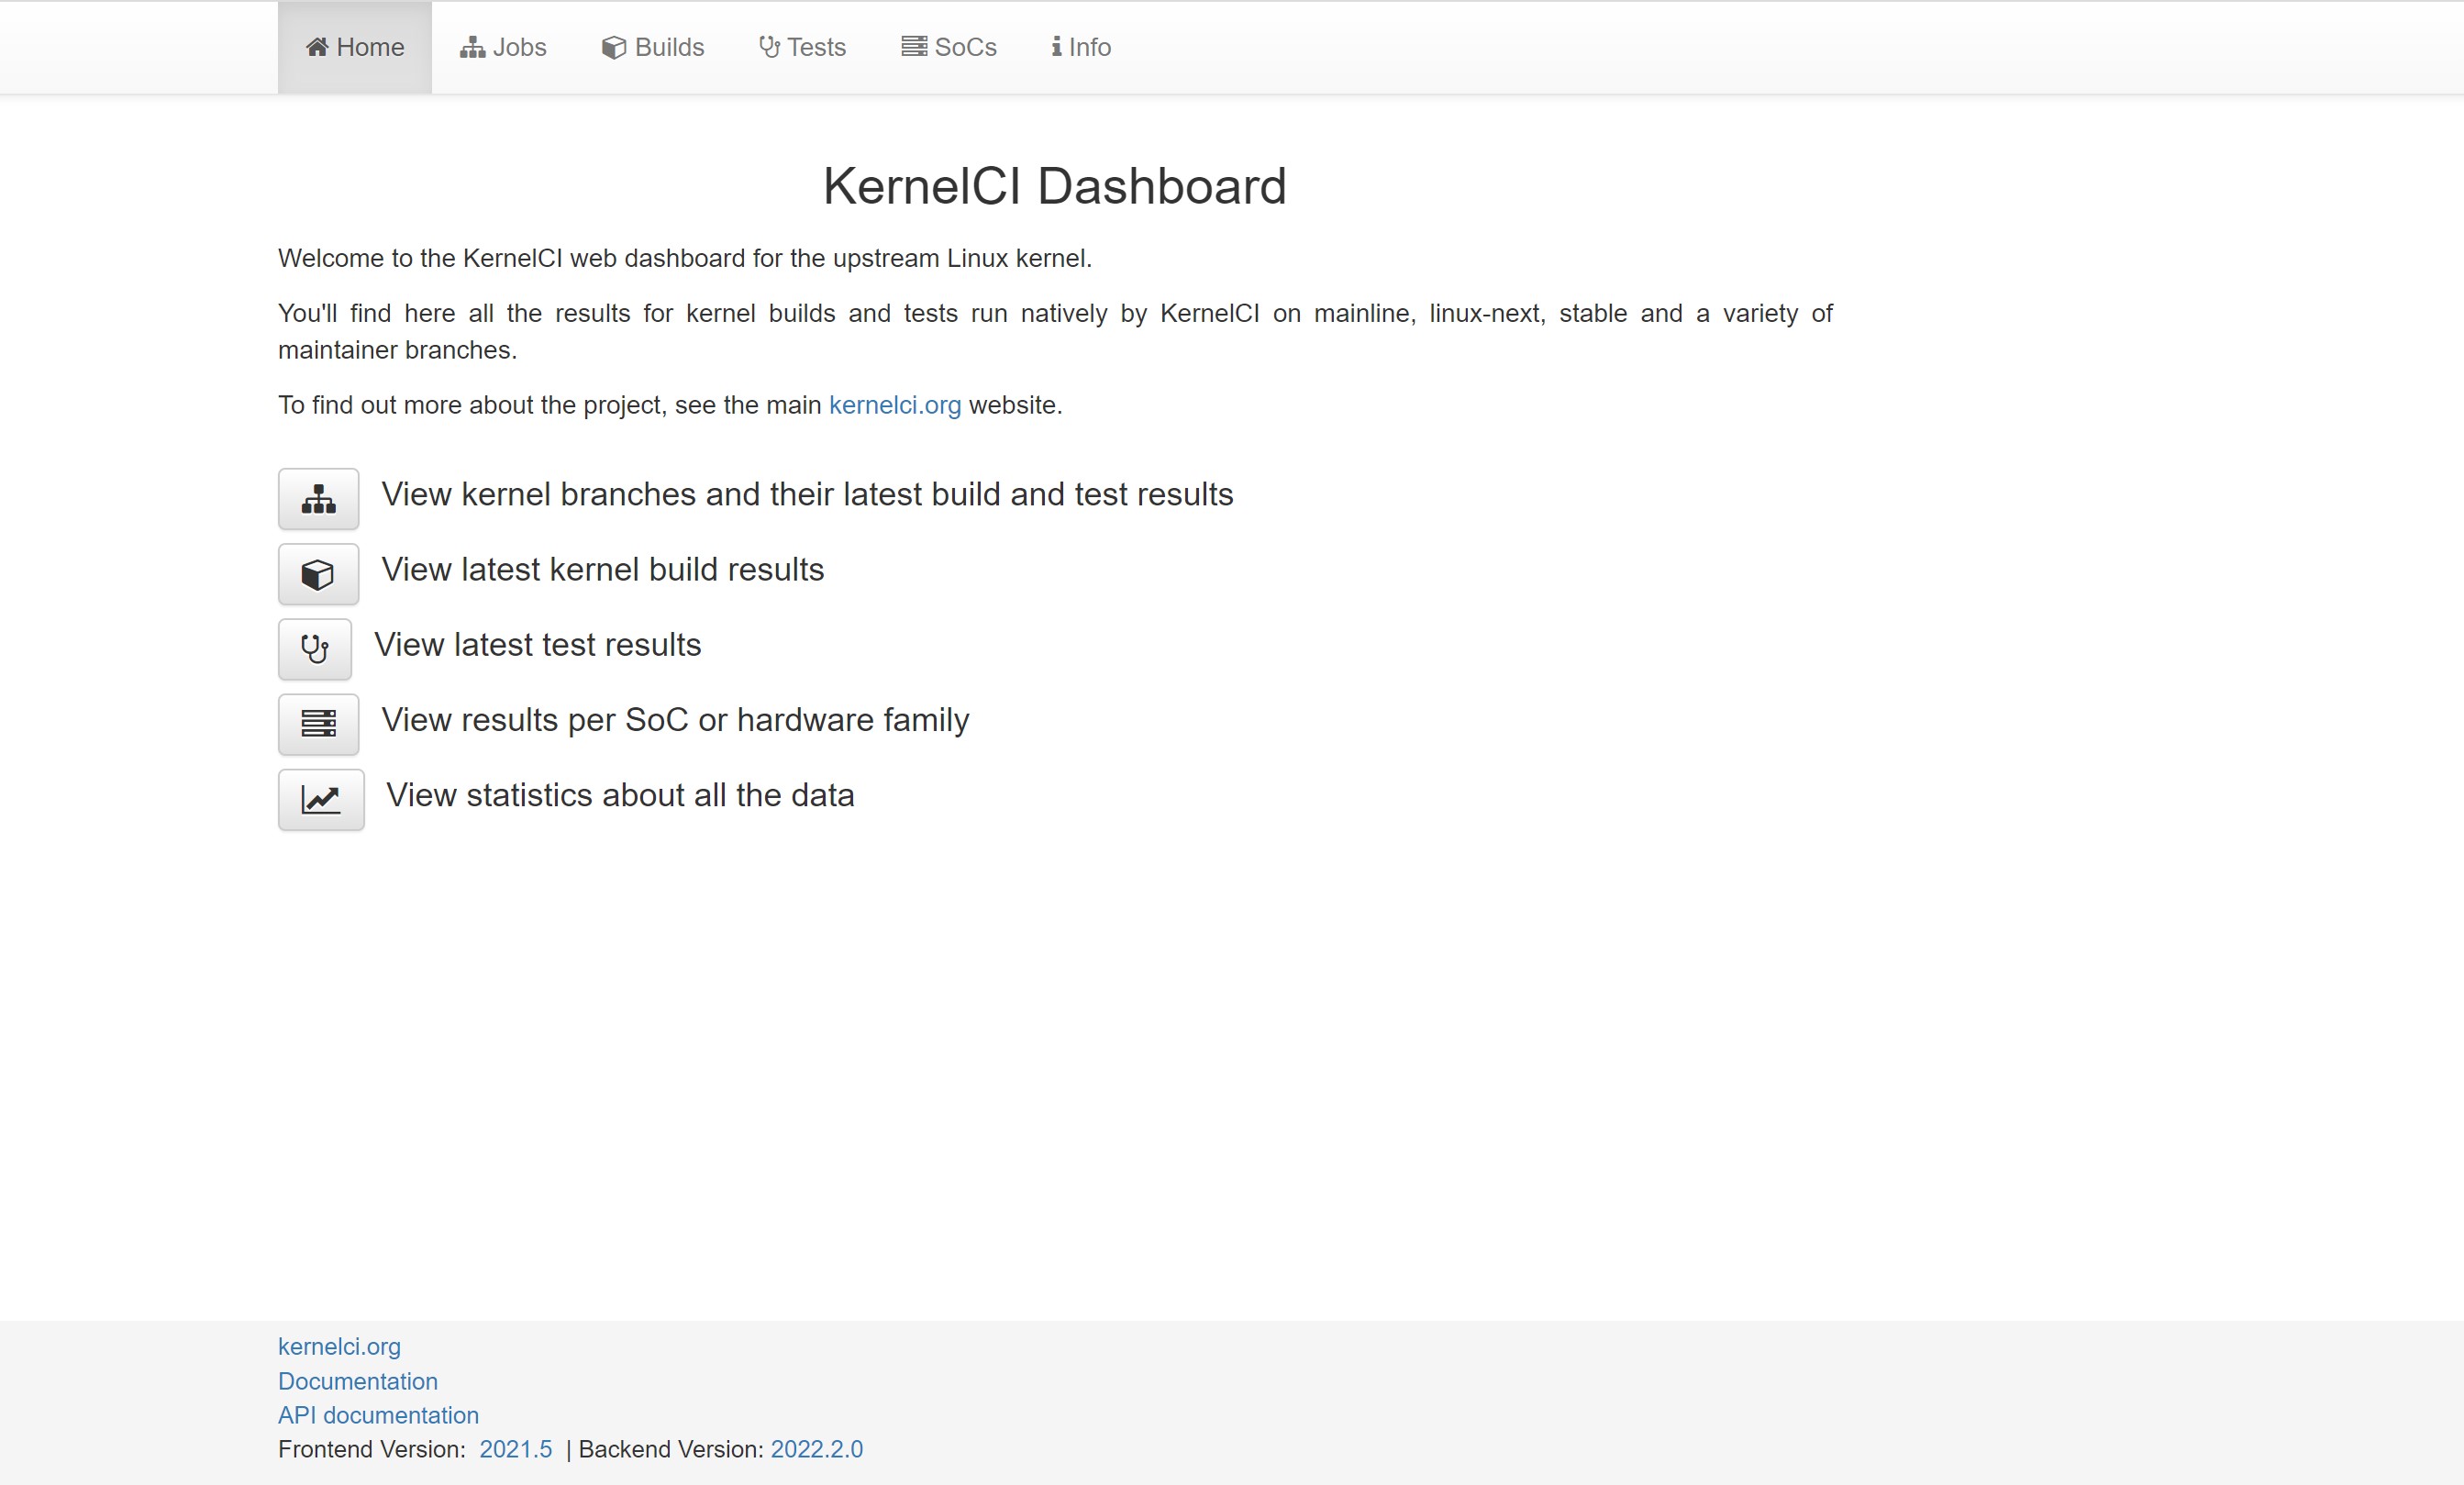 Home Jobs Builds Tests SoCs Info
KernelCI Dashboard
Welcome to the KernelCI web dashboard for the upstream Linux kernel.
You'll find here all the results for kernel builds and tests run natively by KernelCI on mainline, linux-next, stable and a variety of
maintainer branches.
To find out more about the project, see the main kernelci.org website.
View kernel branches and their latest build and test results
View latest kernel build results
View latest test results
View results per SoC or hardware family
View statistics about all the data
kernelci.org
Documentation
API documentation
Frontend Version: 2021.5 | Backend Version: 2022.2.0